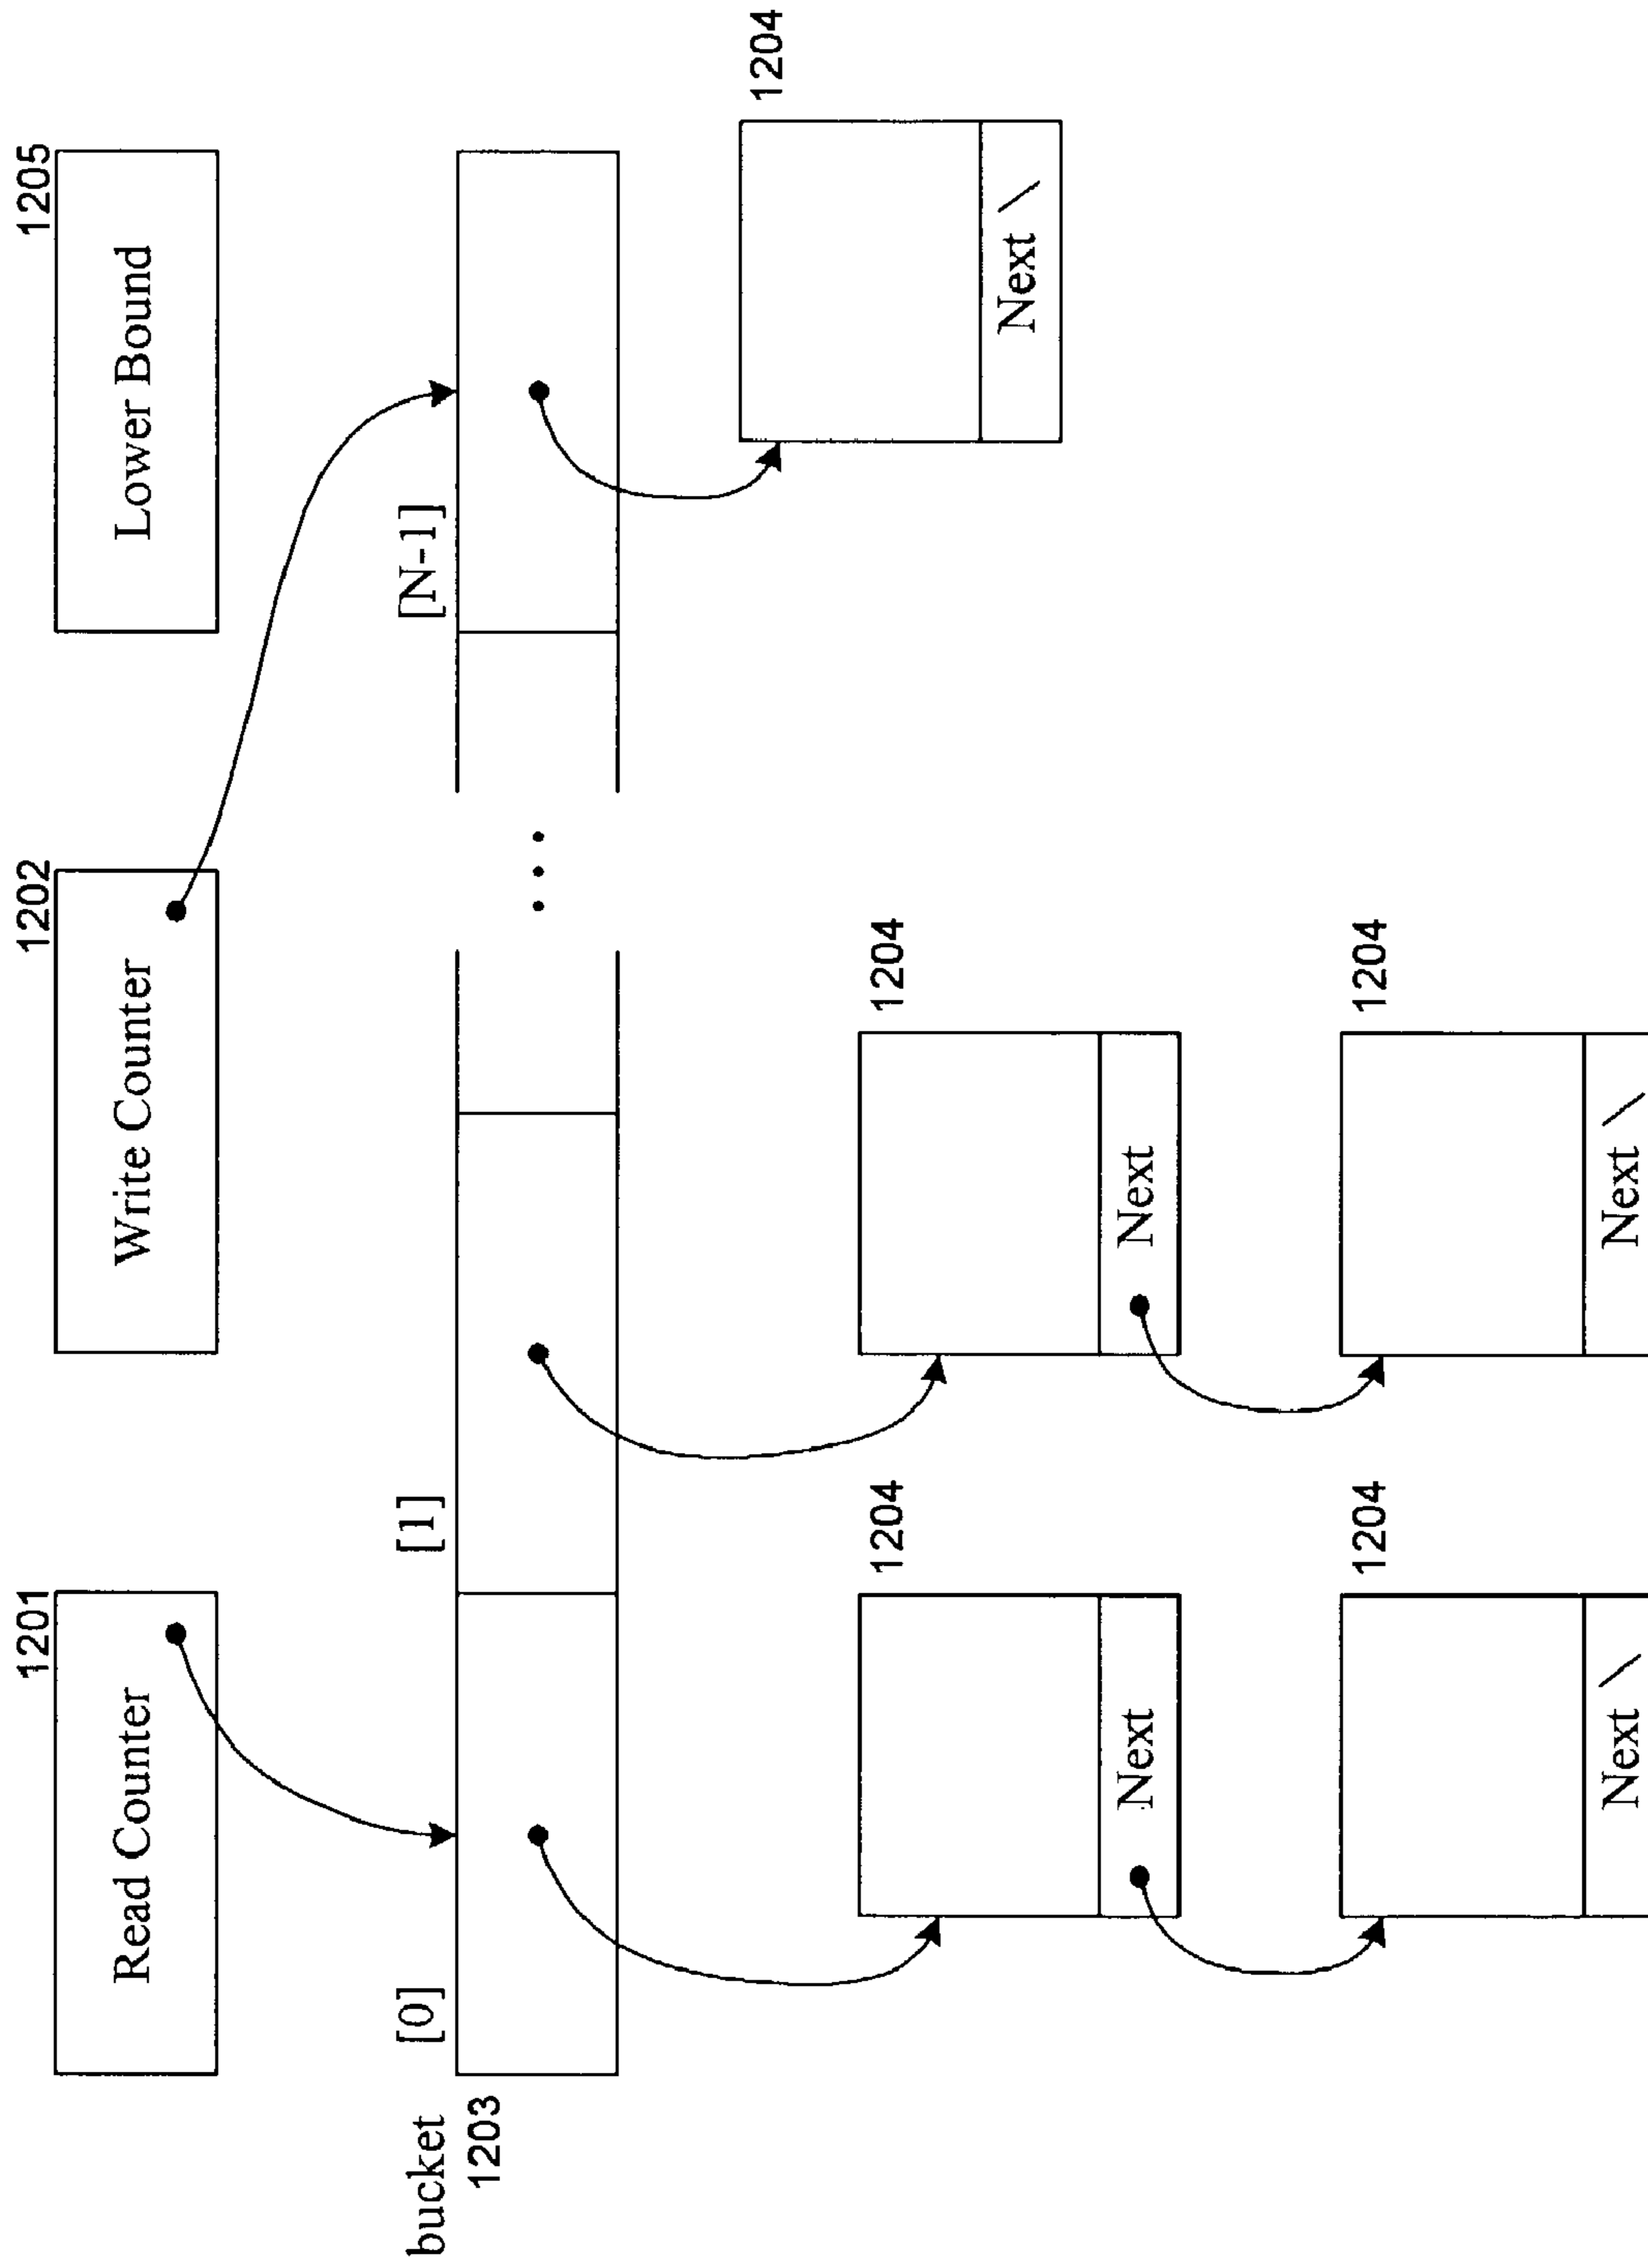 1201
1202
1205
Read Counter
Write Counter
Lower Bound
bucket
[0]
[1]
[N-1]
1203
...
1204
Next \
1204
1204
Next
Next
1204
1204
Next \
Next \